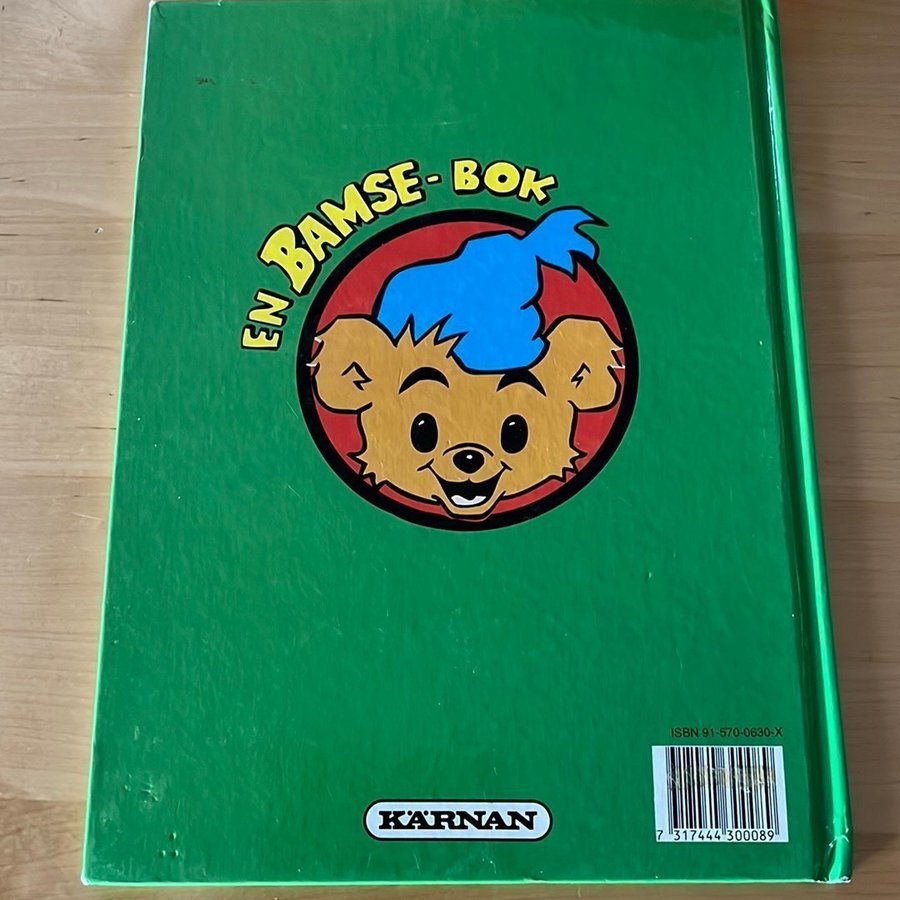 EN BAMSE-BOK
ISBN 91-570-0630-X
7 317444 300089
KÄRNAN